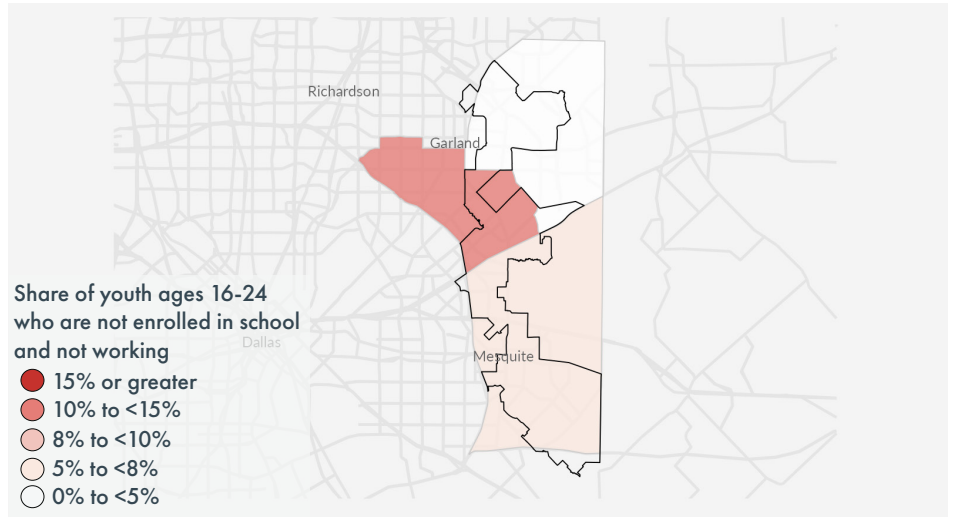 Richardson
Garland
Share of youth ages 16-24
who are not enrolled in school
Dallas
and not working
Mesquite
15% or greater
10% to <15%
8% to <10%
5% to <8%
0% to <5%